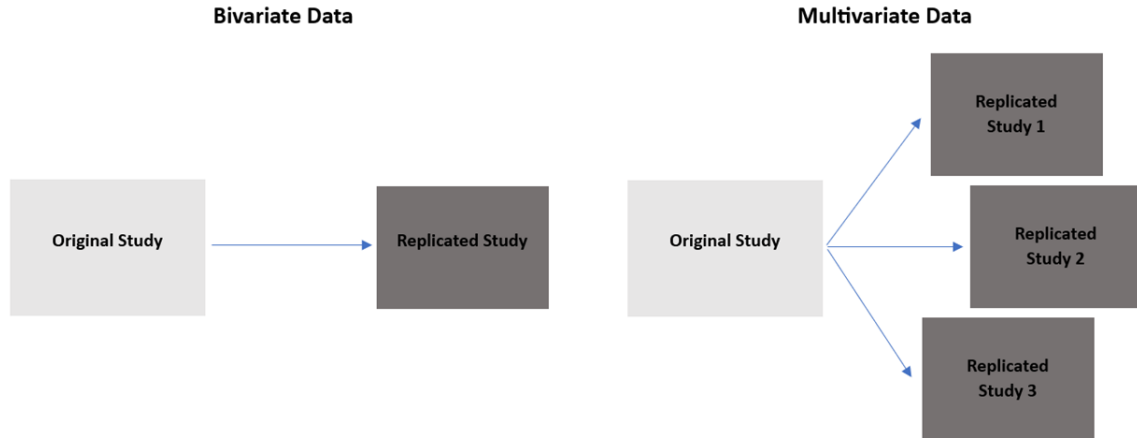 Bivariate Data
Original Study
Replicated Study
Multivariate Data
Original Study
Replicated
Study 1
Replicated
Study 2
Replicated
Study 3